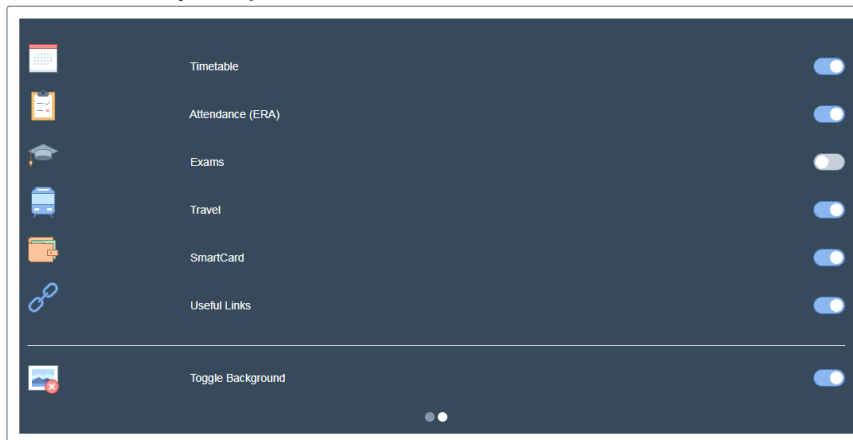 Timetable
Attendance (ERA)
Exams
Travel
SmartCard
Useful Links
Toggle Background